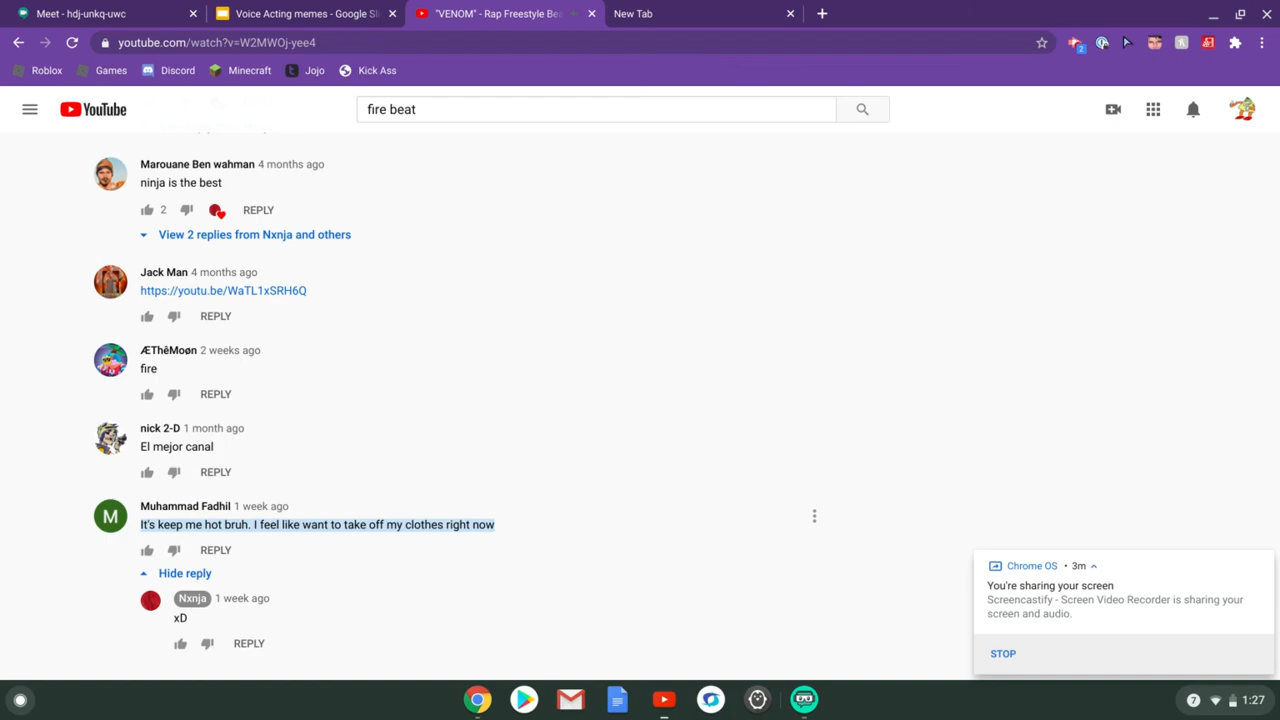 Meet - hdj-unkq-uwc
Voice Acting memes - Google Sl
"VENOM" - Rap Freestyle Bea
New Tab
youtube.com/watch?v=W2MWOj-yee4
2
Roblox
Games
Discord
Minecraft
Jojo
Kick Ass
YouTube
fire beat
Marouane Ben wahman 4 months ago
ninja is the best
2
REPLY
View 2 replies from Nxnja and others
Jack Man 4 months ago
https://youtu.be/WaTL1xSRH6Q
REPLY
ÆThêMoøn 2 weeks ago
fire
REPLY
nick 2-D 1 month ago
El mejor canal
REPLY
M
Muhammad Fadhil 1 week ago
It's keep me hot bruh. I feel like want to take off my clothes right now
REPLY
Hide reply
Nxnja 1 week ago
xD
REPLY
Chrome OS • 3m
You're sharing your screen
Screencastify - Screen Video Recorder is sharing your
screen and audio.
STOP
7
1:27